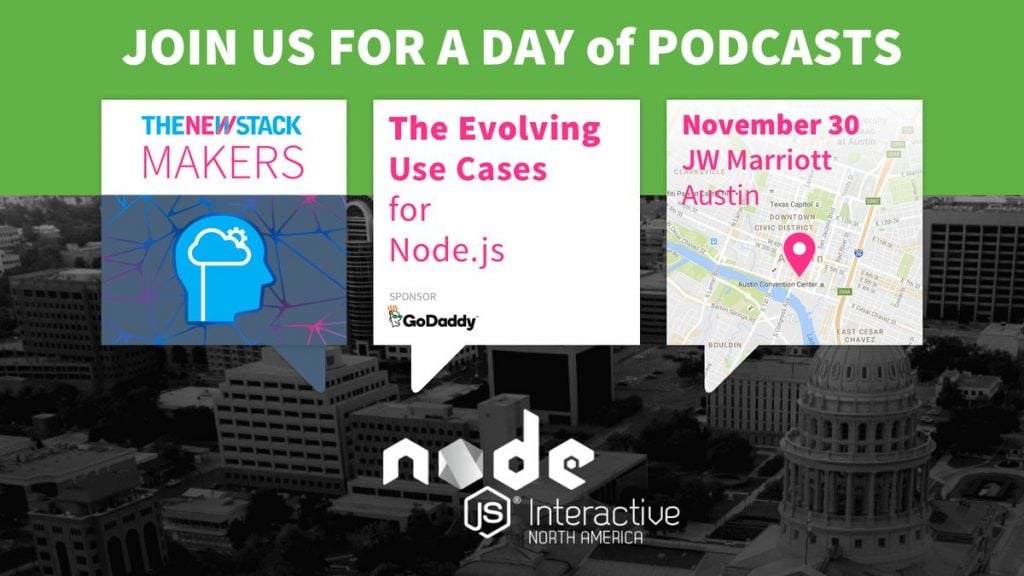 JOIN US FOR A DAY of PODCASTS
THENEWSTACK
MAKERS
The Evolving
Use Cases
for
Node.js
SPONSOR
GoDaddy™
November 30
JW Marriott
Austin
CLARKSVILLE
Texas Capitol
DOWNTOWN
CIVIC DISTRICT
Austin Convention Center
BOULDIN
EAST CESAR
CHAVEZ
node
JS® Interactive
NORTH AMERICA